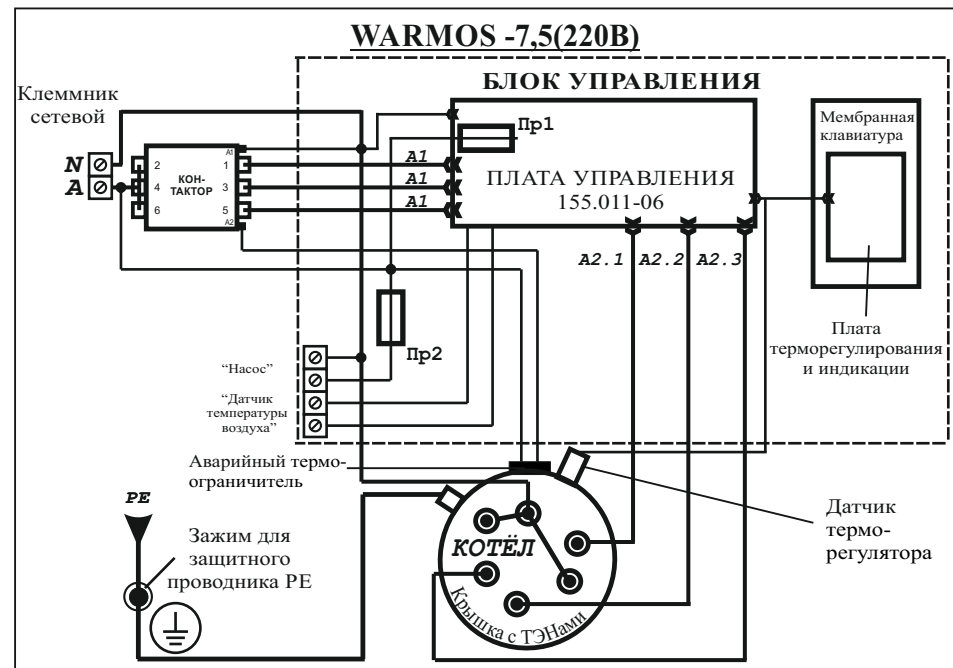 WARMOS -7,5(220В)
БЛОК УПРАВЛЕНИЯ
Клеммник
сетевой
N
A
2
4
6
КОН-
ТАКТОР
A1
1
3
5
A2
A1
A1
A1
Пр1
ПЛАТА УПРАВЛЕНИЯ
155.011-06
A2.1
A2.2
A2.3
Мембранная
клавиатура
Плата
терморегулирования
и индикации
Пр2
“Насос”
“Датчик
температуры
воздуха”
Аварийный термо-
ограничитель
PE
Зажим для
защитного
проводника РЕ
КОТЁЛ
Крышка с ТЭНами
Датчик
термо-
регулятора